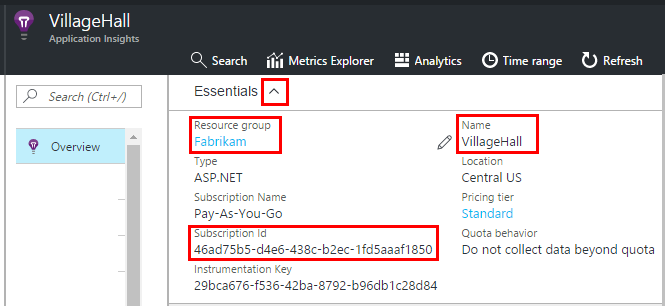 VillageHall
Application Insights
Search
Metrics Explorer
Analytics
Time range
Refresh
Search (Ctrl+/)
Overview
Essentials
Resource group
Fabrikam
Name
VillageHall
Type
ASP.NET
Location
Central US
Subscription Name
Pay-As-You-Go
Pricing tier
Standard
Subscription Id
46ad75b5-d4e6-438c-b2ec-1fd5aaaf1850
Quota behavior
Do not collect data beyond quota
Instrumentation Key
29bca676-f536-42ba-8792-b96db1c28d84